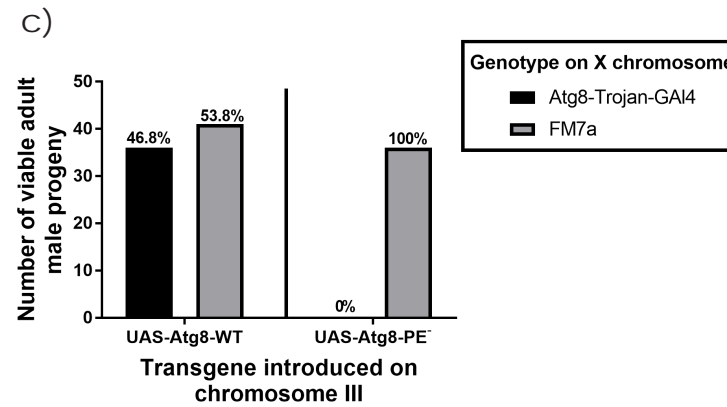 C)
Number of viable adult
male progeny
50
40
30
20
10
0
46.8%
53.8%
0%
100%
UAS-Atg8-WT
UAS-Atg8-PE⁻
Transgene introduced on
chromosome III
Genotype on X chromosome
Atg8-Trojan-GAl4
FM7a